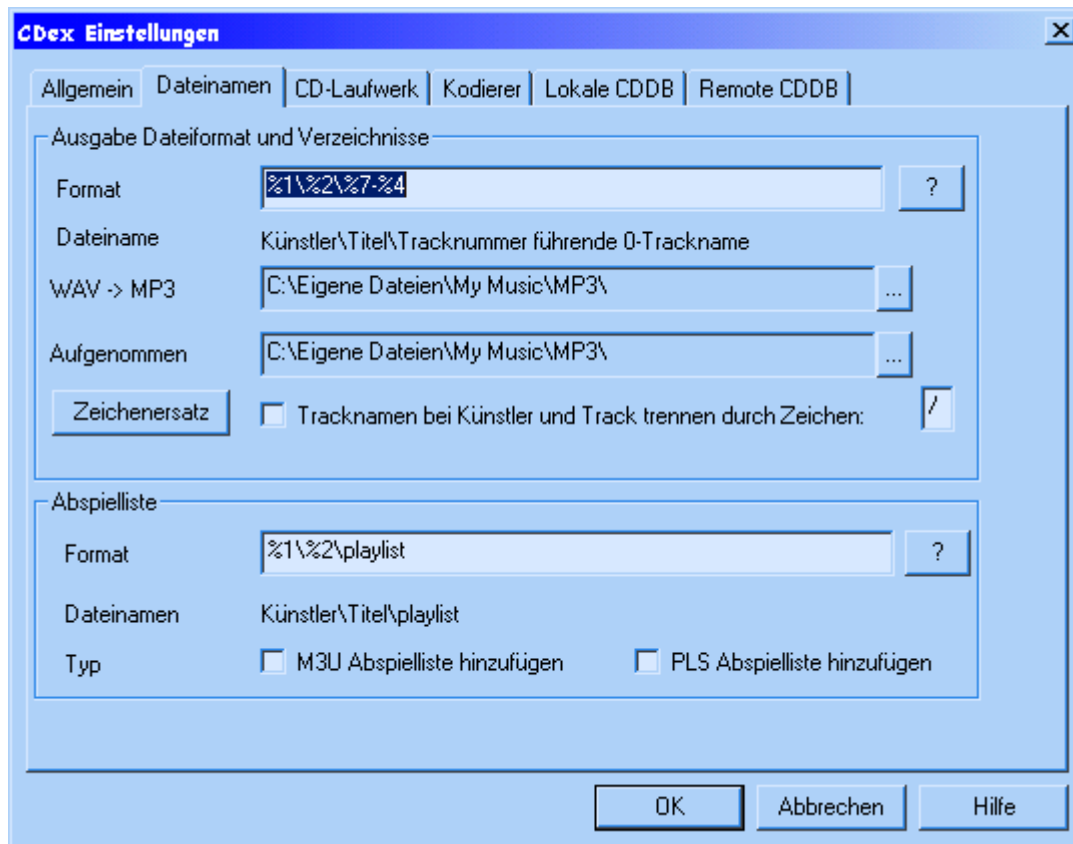 CDex Einstellungen
Allgemein Dateinamen CD-Laufwerk Kodierer Lokale CDDB Remote CDDB
Ausgabe Dateiformat und Verzeichnisse
Format %1\%2\%7-%4 ?
Dateiname Künstler\Titel\Tracknummer führende 0-Trackname
WAV -> MP3 C:\Eigene Dateien\My Music\MP3\ ...
Aufgenommen C:\Eigene Dateien\My Music\MP3\ ...
Zeichenersatz Tracknamen bei Künstler und Track trennen durch Zeichen: /
Abspielliste
Format %1\%2\playlist ?
Dateinamen Künstler\Titel\playlist
Typ M3U Abspielliste hinzufügen PLS Abspielliste hinzufügen
OK Abbrechen Hilfe